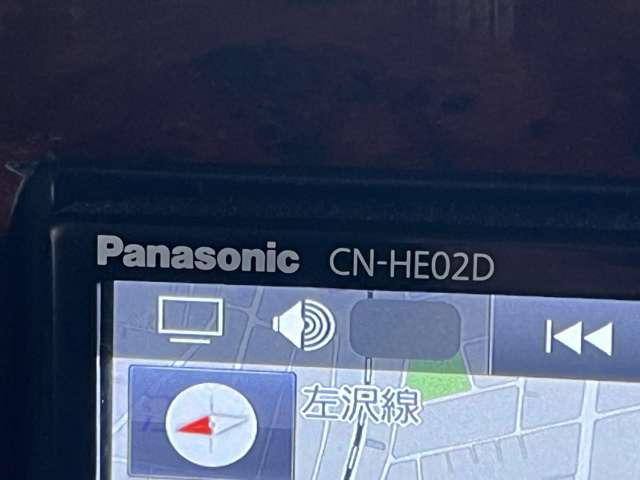 Panasonic CN-HE02D
左沢線